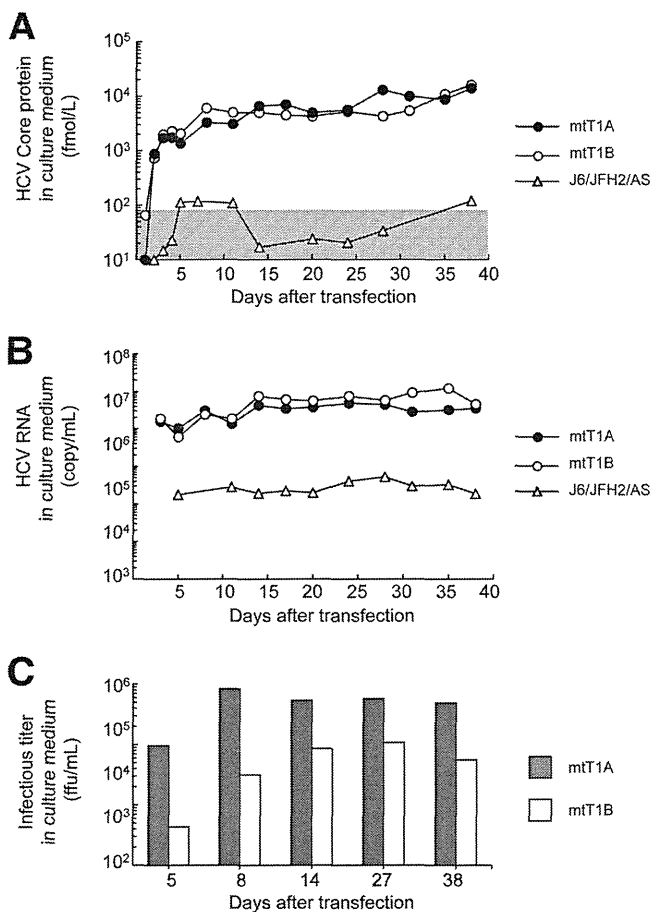 A
HCV Core protein
in culture medium
(fmol/L)
10⁵
10⁴
10³
10²
10¹
5 10 15 20 25 30 35 40
Days after transfection
mtT1A
mtT1B
J6/JFH2/AS
B
HCV RNA
in culture medium
(copy/mL)
10⁸
10⁷
10⁶
10⁵
10⁴
10³
5 10 15 20 25 30 35 40
Days after transfection
mtT1A
mtT1B
J6/JFH2/AS
C
Infectious titer
in culture medium
(ffu/mL)
10⁶
10⁵
10⁴
10³
10²
5 8 14 27 38
Days after transfection
mtT1A
mtT1B